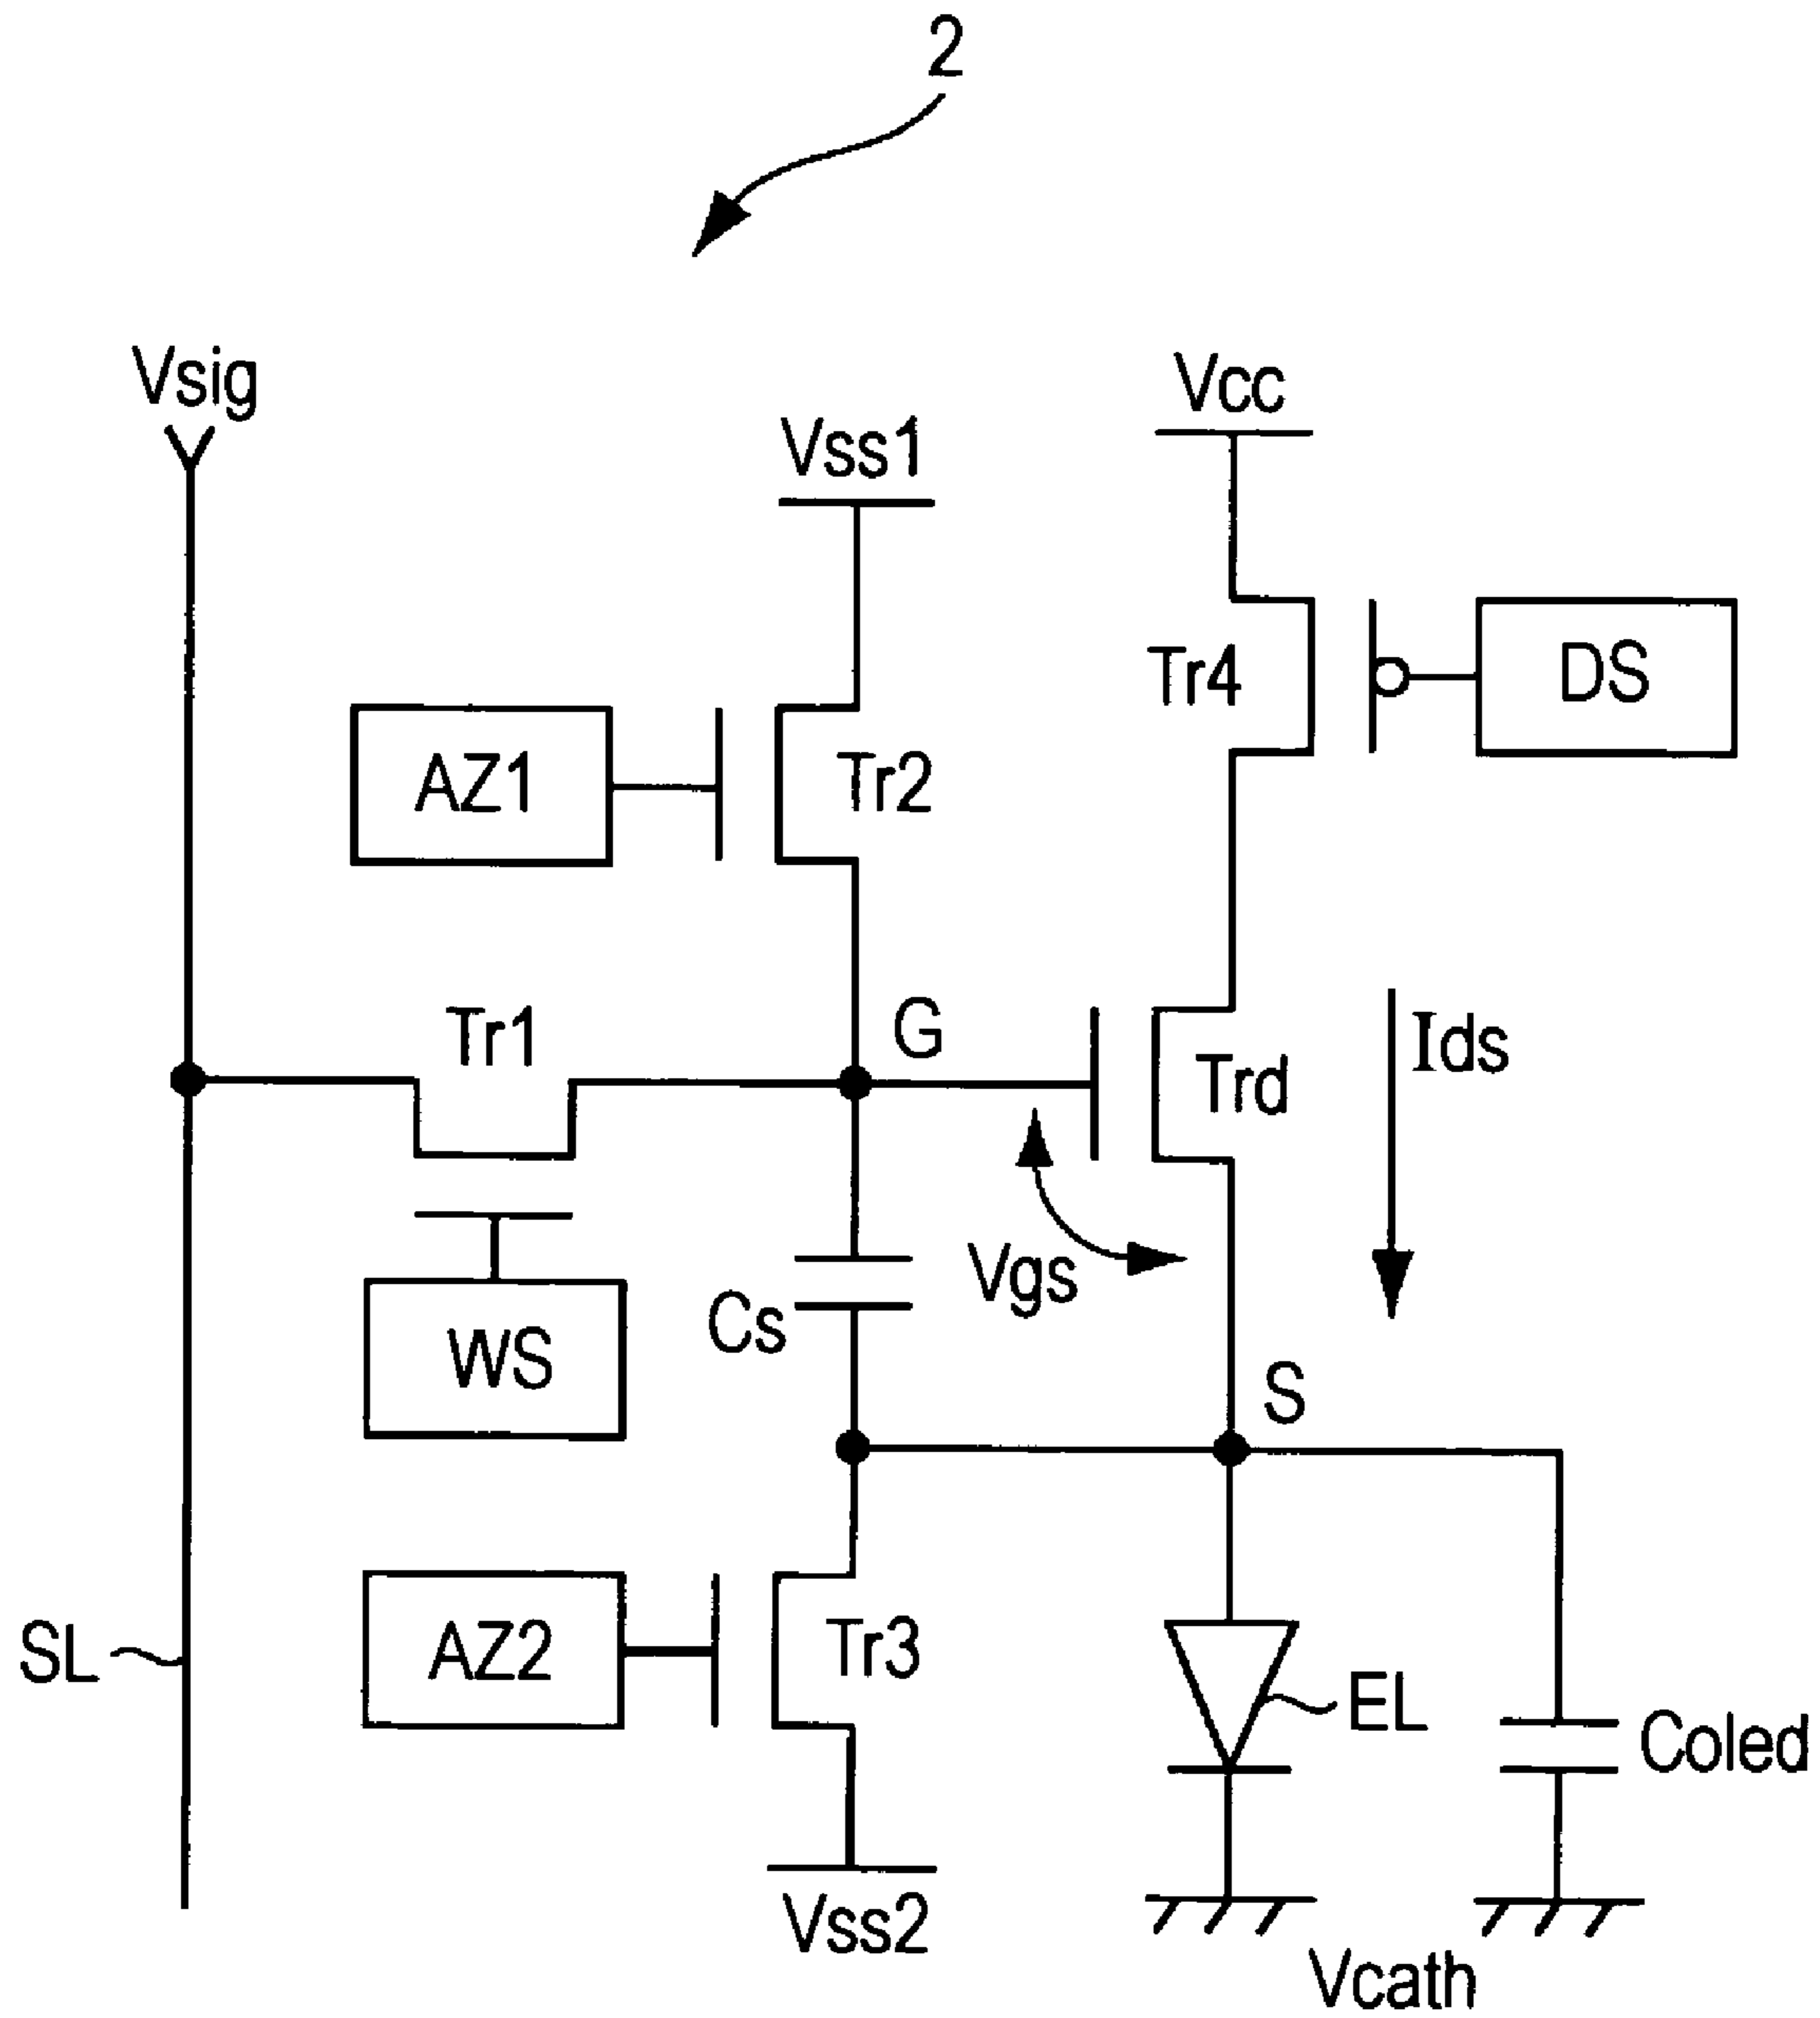 2
Vsig
Vcc
Vss1
Tr4
DS
AZ1
Tr2
Tr1
G
Ids
Trd
Vgs
Cs
WS
S
SL
AZ2
Tr3
EL
Coled
Vss2
Vcath